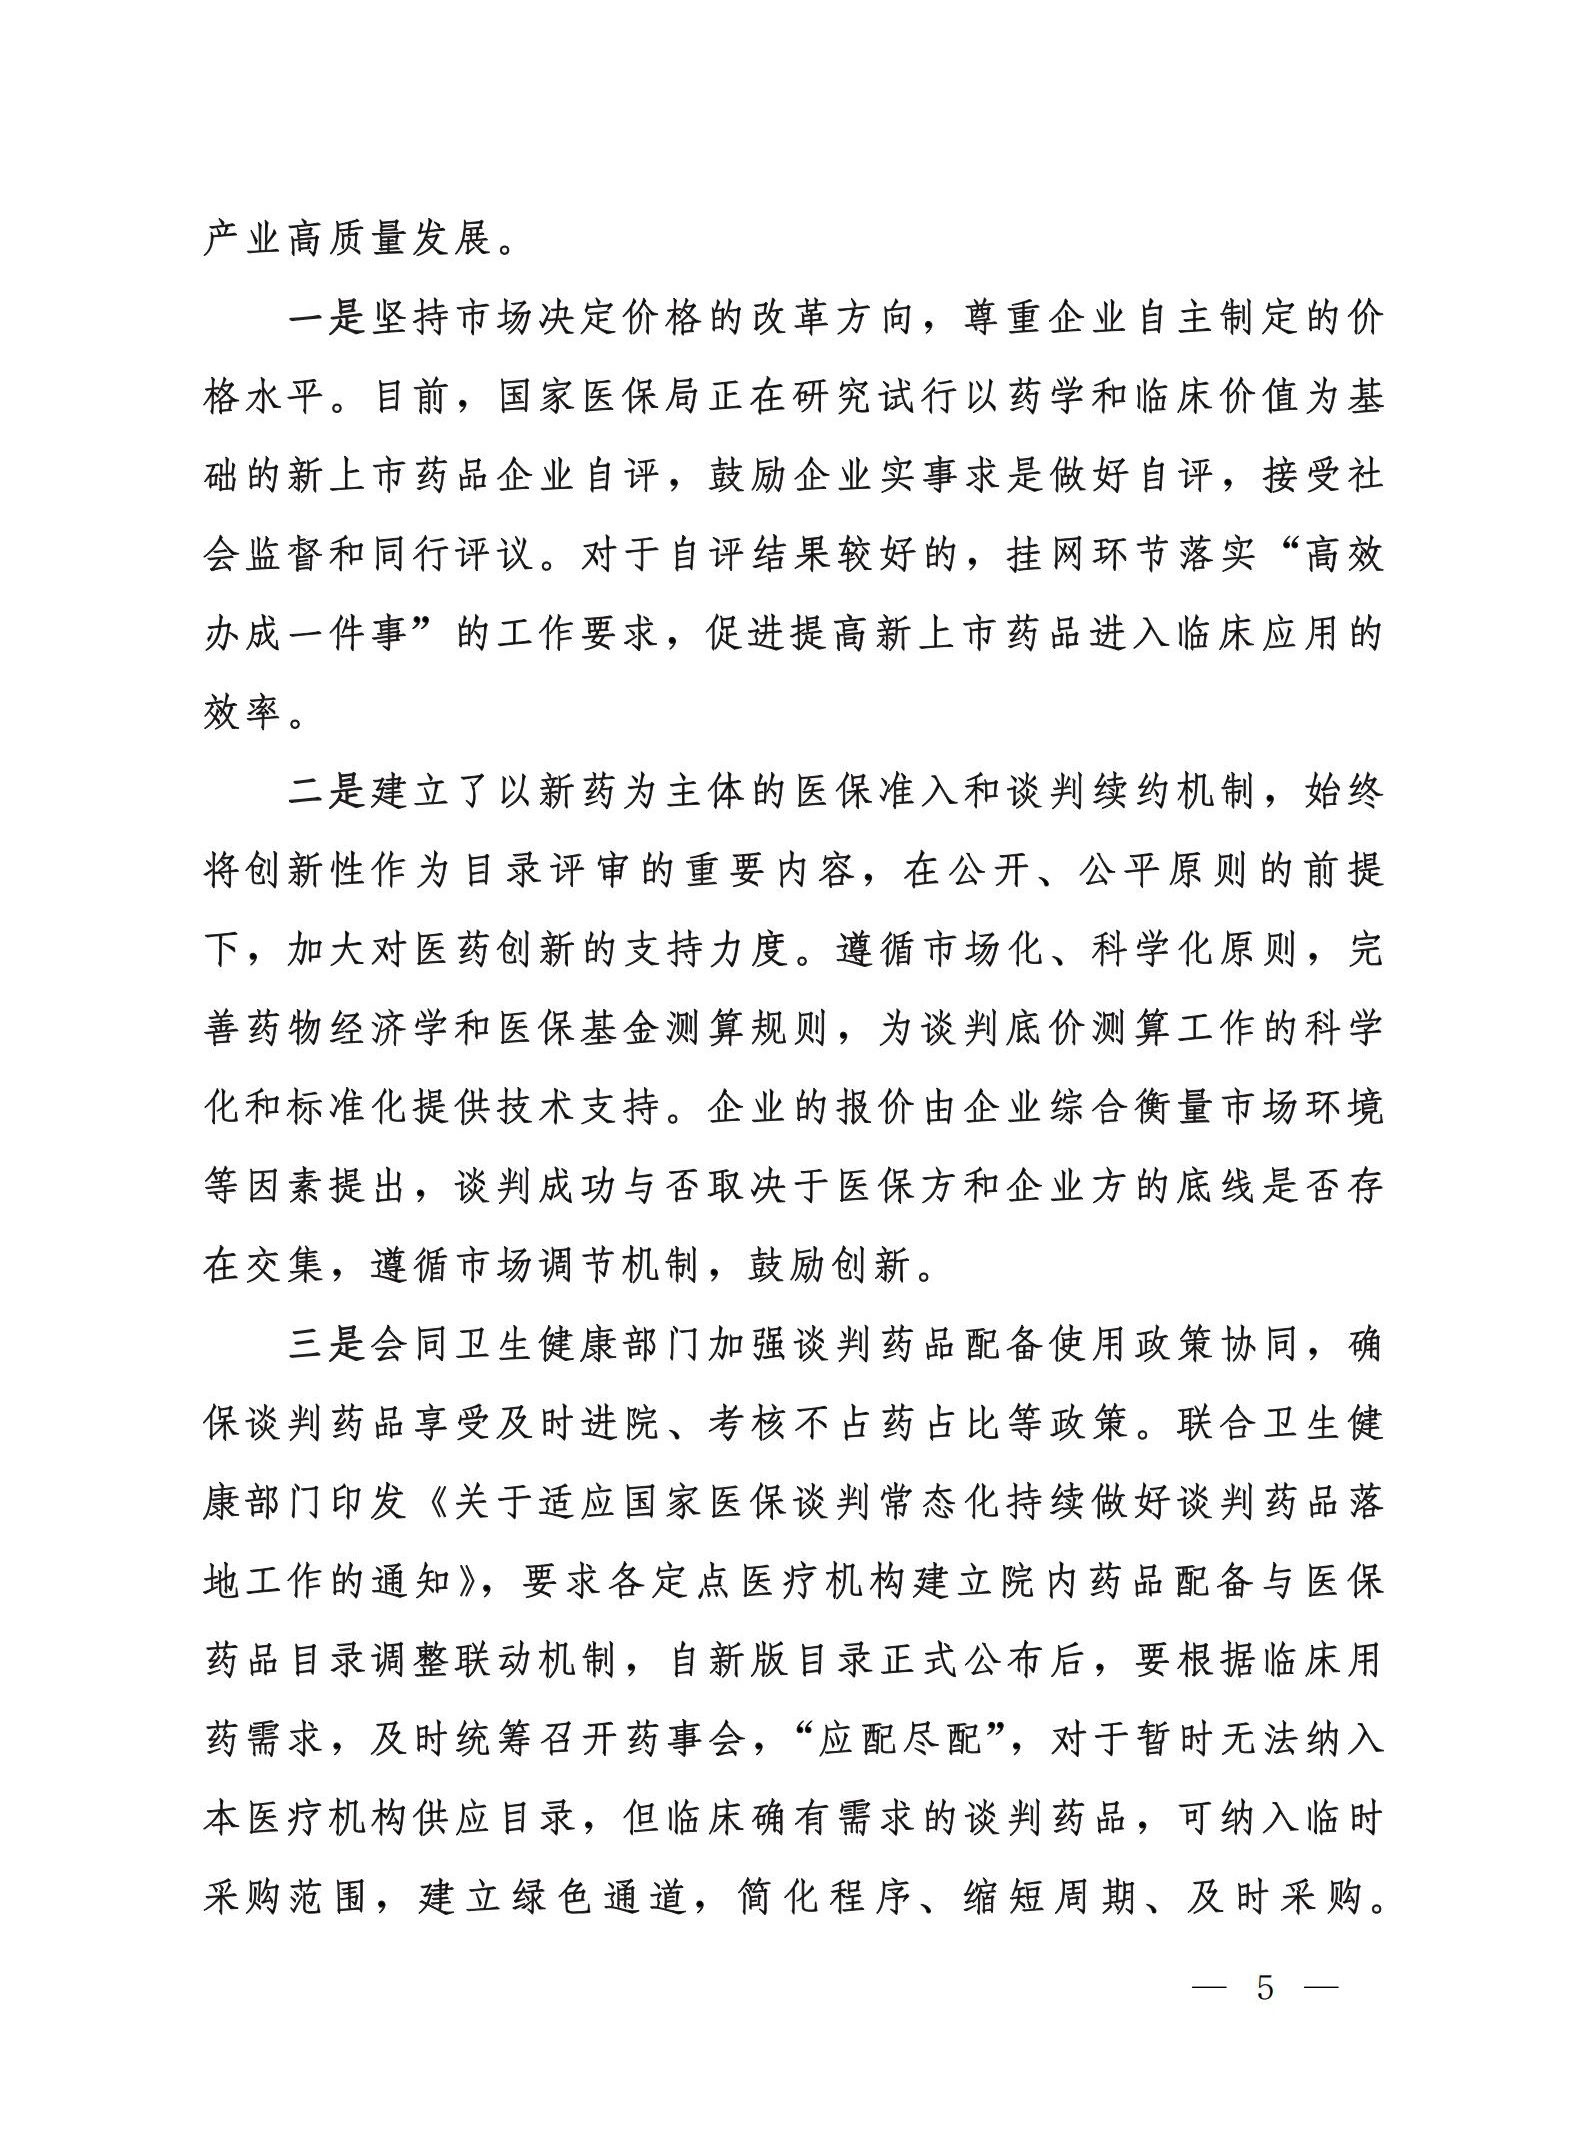 产业高质量发展。
一是坚持市场决定价格的改革方向，尊重企业自主制定的价
格水平。目前，国家医保局正在研究试行以药学和临床价值为基
础的新上市药品企业自评，鼓励企业实事求是做好自评，接受社
会监督和同行评议。对于自评结果较好的，挂网环节落实“高效
办成一件事”的工作要求，促进提高新上市药品进入临床应用的
效率。
二是建立了以新药为主体的医保准入和谈判续约机制，始终
将创新性作为目录评审的重要内容，在公开、公平原则的前提
下，加大对医药创新的支持力度。遵循市场化、科学化原则，完
善药物经济学和医保基金测算规则，为谈判底价测算工作的科学
化和标准化提供技术支持。企业的报价由企业综合衡量市场环境
等因素提出，谈判成功与否取决于医保方和企业方的底线是否存
在交集，遵循市场调节机制，鼓励创新。
三是会同卫生健康部门加强谈判药品配备使用政策协同，确
保谈判药品享受及时进院、考核不占药占比等政策。联合卫生健
康部门印发《关于适应国家医保谈判常态化持续做好谈判药品落
地工作的通知》，要求各定点医疗机构建立院内药品配备与医保
药品目录调整联动机制，自新版目录正式公布后，要根据临床用
药需求，及时统筹召开药事会，“应配尽配”，对于暂时无法纳入
本医疗机构供应目录，但临床确有需求的谈判药品，可纳入临时
采购范围，建立绿色通道，简化程序、缩短周期、及时采购。
— 5 —